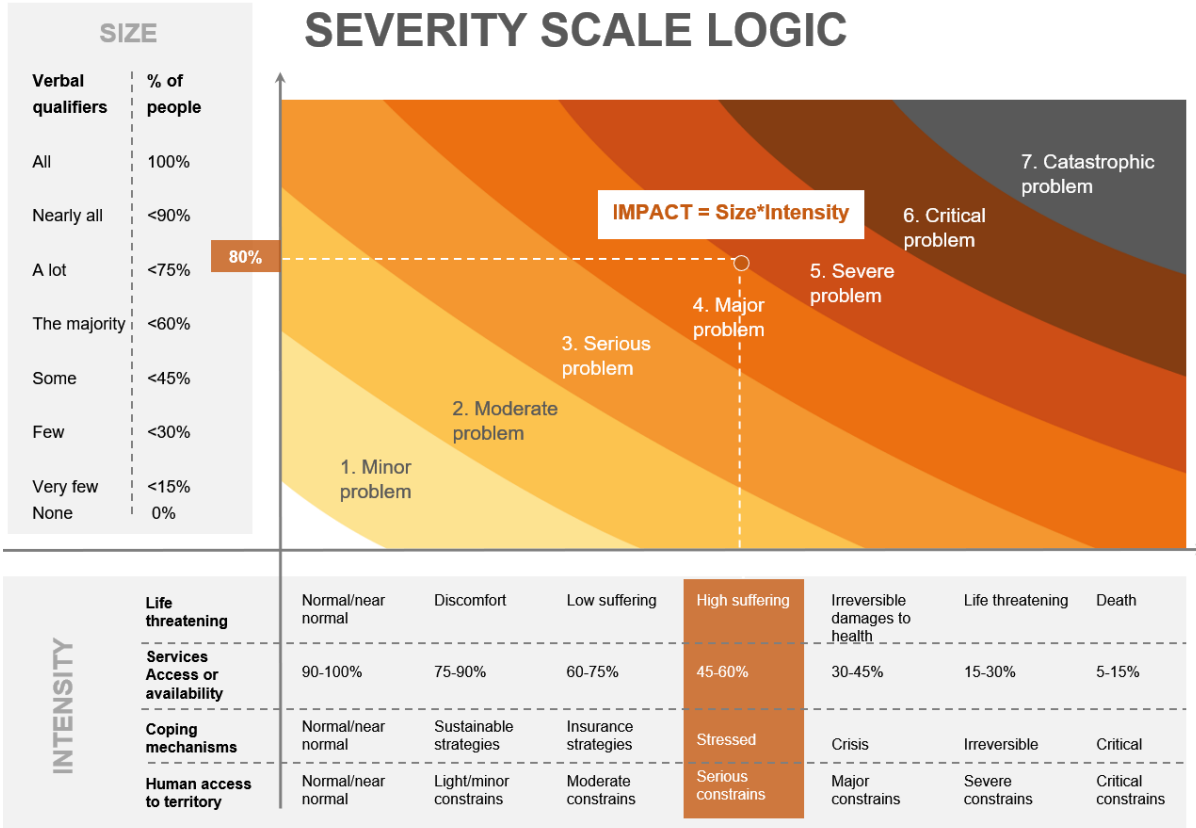 SIZE
SEVERITY SCALE LOGIC
Verbal qualifiers
% of people
All 100%
Nearly all <90%
A lot <75%
The majority <60%
Some <45%
Few <30%
Very few <15%
None 0%
80%
IMPACT = Size*Intensity
7. Catastrophic
problem
6. Critical
problem
5. Severe
problem
4. Major
problem
3. Serious
problem
2. Moderate
problem
1. Minor
problem
INTENSITY
Life
threatening
Normal/near
normal
Discomfort
Low suffering
High suffering
Irreversible
damages to
health
Life threatening
Death
Services
Access or
availability
90-100%
75-90%
60-75%
45-60%
30-45%
15-30%
5-15%
Coping
mechanisms
Normal/near
normal
Sustainable
strategies
Insurance
strategies
Stressed
Crisis
Irreversible
Critical
Human access
to territory
Normal/near
normal
Light/minor
constrains
Moderate
constrains
Serious
constrains
Major
constrains
Severe
constrains
Critical
constrains